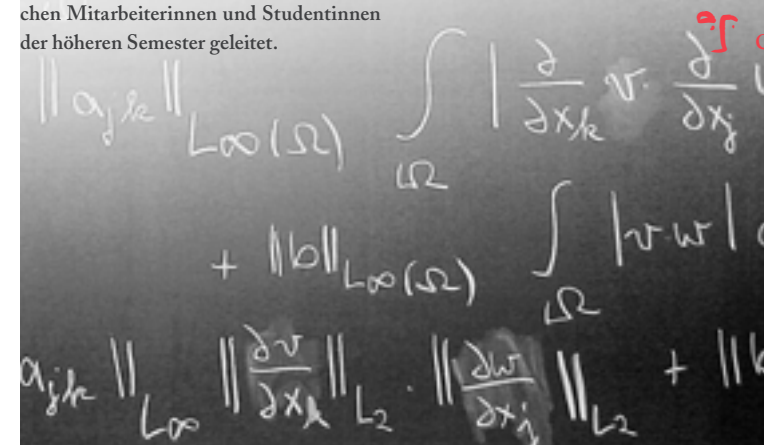 chen Mitarbeiterinnen und Studentinnen
der höheren Semester geleitet.
‖a_jk‖_L∞(Ω) ∫_Ω |∂/∂x_k v · ∂/∂x_j
+ ‖b‖_L∞(Ω) ∫_Ω |v·w|
a_jk‖_L∞ ‖∂v/∂x_k‖_L2 · ‖∂w/∂x_j‖_L2 + ‖b